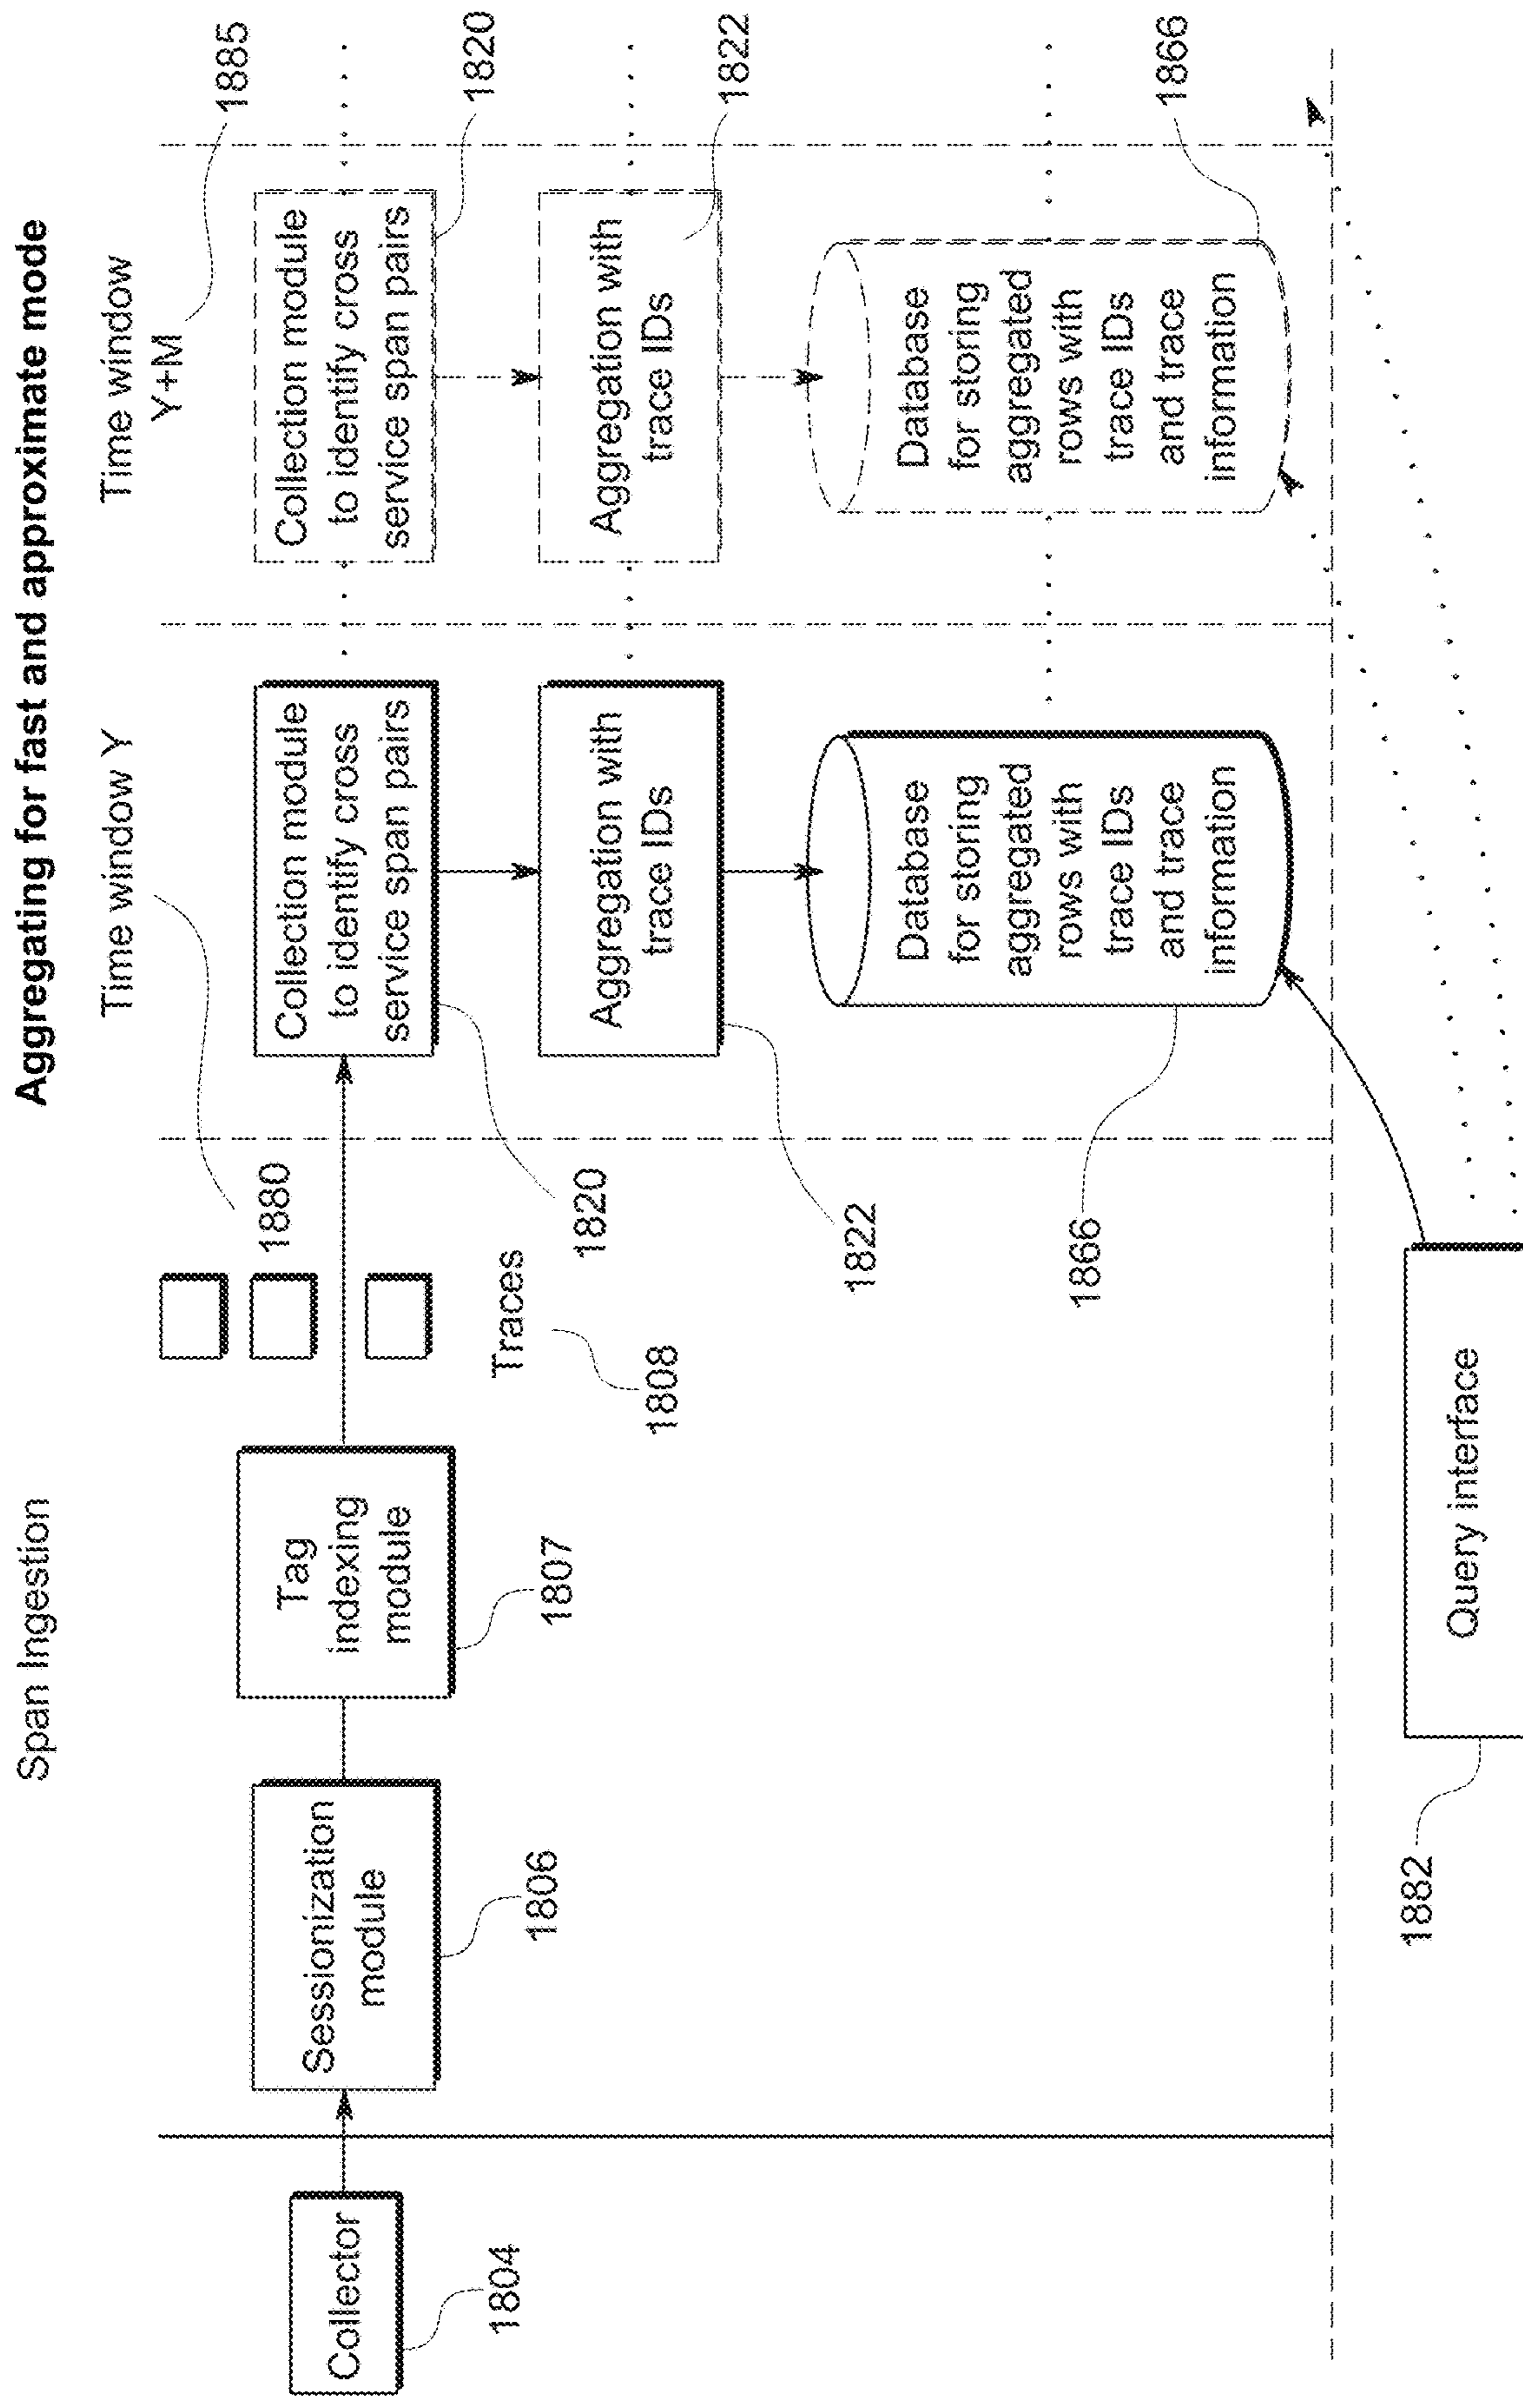 Span Ingestion
Aggregating for fast and approximate mode
Time window Y
Time window
Y+M
1885
Collector
1804
Sessionization
module
1806
Tag
indexing
module
1807
Traces
1808
1880
Collection module
to identify cross
service span pairs
1820
Aggregation with
trace IDs
1822
Database
for storing
aggregated
rows with
trace IDs
and trace
information
1866
Collection module
to identify cross
service span pairs
1820
Aggregation with
trace IDs
1822
Database
for storing
aggregated
rows with
trace IDs
and trace
information
1866
Query interface
1882